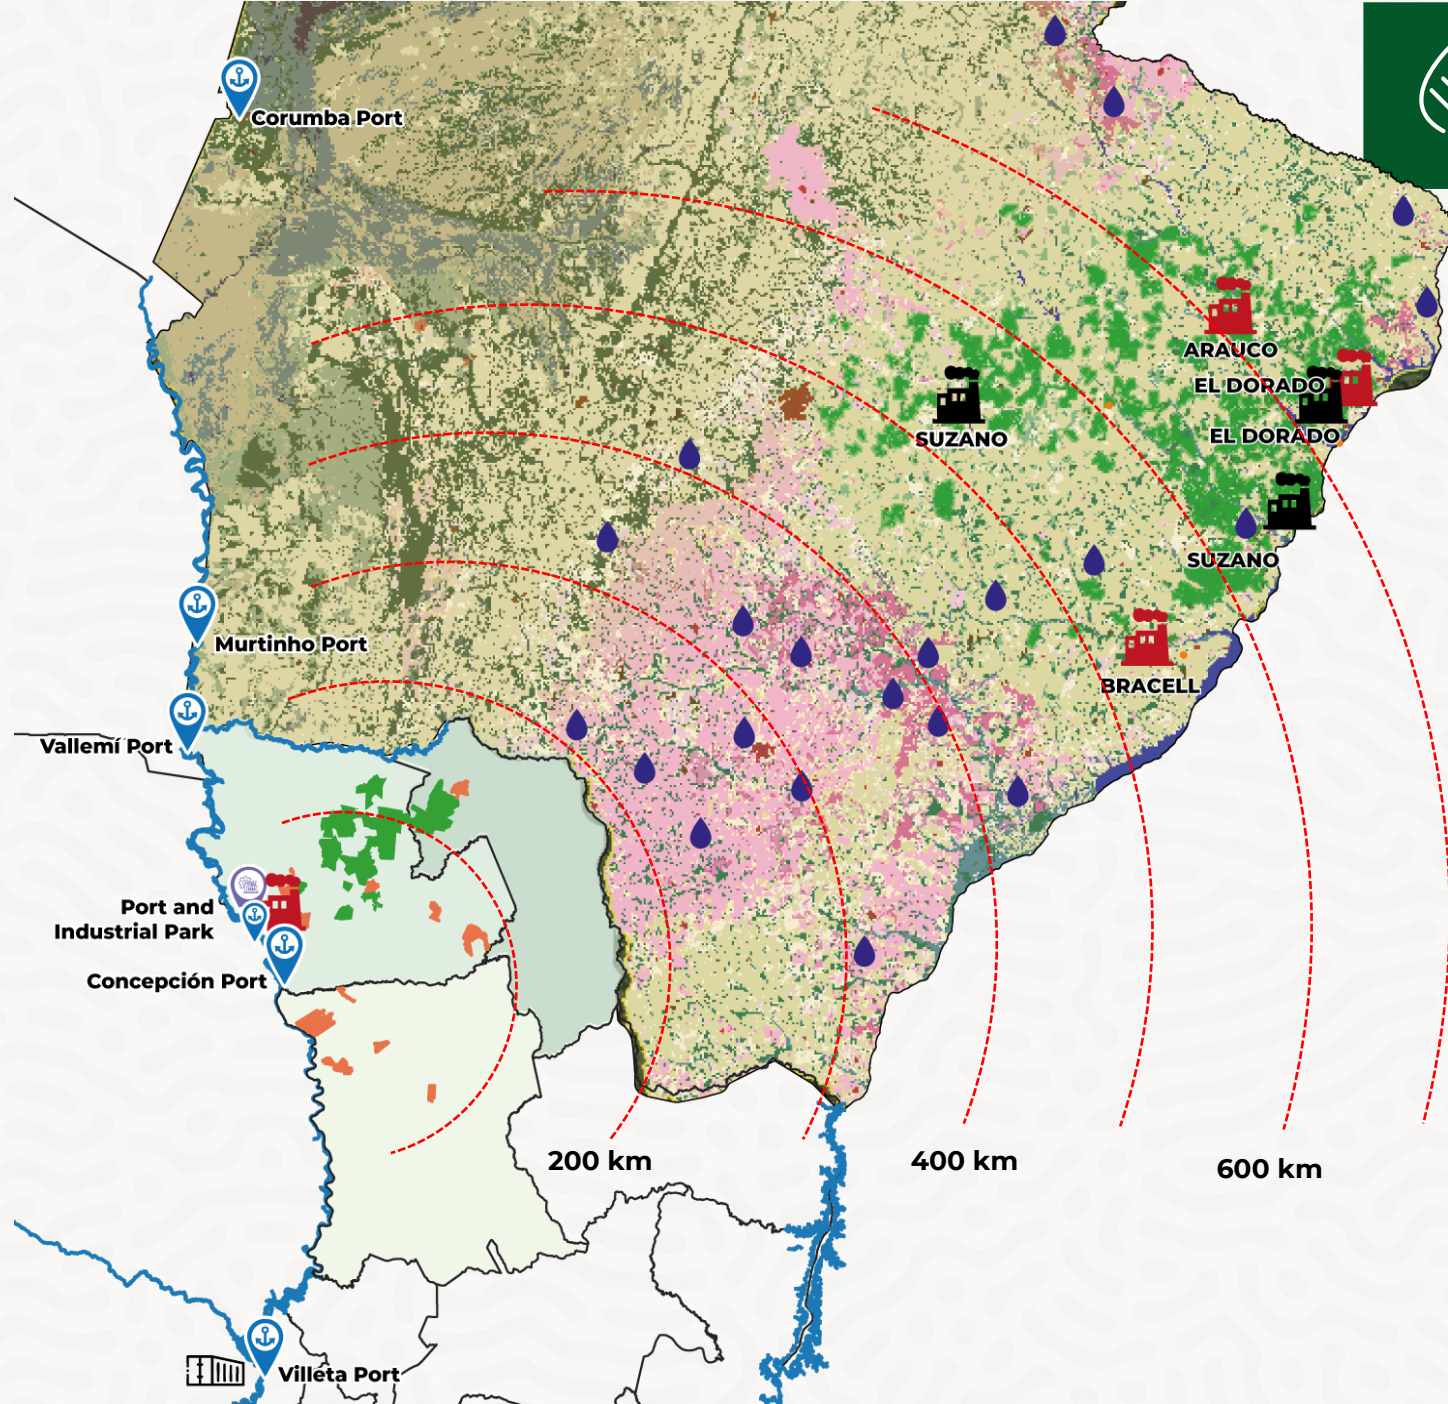 Corumba Port
ARAUCO
EL DORADO
SUZANO
EL DORADO
SUZANO
Murtinho Port
BRACELL
Vallemí Port
Port and
Industrial Park
Concepción Port
200 km
400 km
600 km
Villeta Port